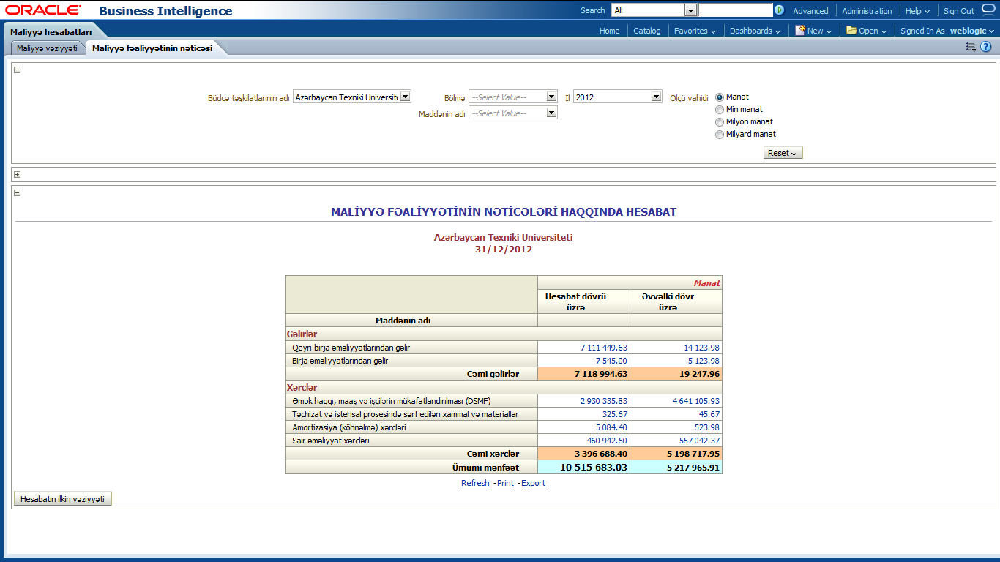 ORACLE Business Intelligence Search All Advanced Administration Help Sign Out
Maliyyə hesabatları Home Catalog Favorites Dashboards New Open Signed In As weblogic
Maliyyə vəziyyəti Maliyyə fəaliyyətinin nəticəsi
Büdcə təşkilatlarının adı Azərbaycan Texniki Universite Bölmə --Select Value-- İl 2012 Ölçü vahidi Manat
Min manat
Maddənin adı --Select Value--
Milyon manat
Milyard manat
Reset
MALİYYƏ FƏALİYYƏTİNİN NƏTİCƏLƏRİ HAQQINDA HESABAT
Azərbaycan Texniki Universiteti
31/12/2012
Manat
Hesabat dövrü üzrə Əvvəlki dövr üzrə
Maddənin adı
Gəlirlər
Qeyri-birja əməliyyatlarından gəlir 7 111 449.63 14 123.98
Birja əməliyyatlarından gəlir 7 545.00 5 123.98
Cəmi gəlirlər 7 118 994.63 19 247.96
Xərclər
Əmək haqqı, maaş və işçilərin mükafatlandırılması (DSMF) 2 930 335.83 4 641 105.93
Təchizat və istehsal prosesində sərf edilən xammal və materiallar 325.67 45.67
Amortizasiya (köhnəlmə) xərcləri 5 084.40 523.98
Sair əməliyyat xərcləri 460 942.50 557 042.37
Cəmi xərclər 3 396 688.40 5 198 717.95
Ümumi mənfəət 10 515 683.03 5 217 965.91
Refresh - Print - Export
Hesabatın ilkin vəziyyəti